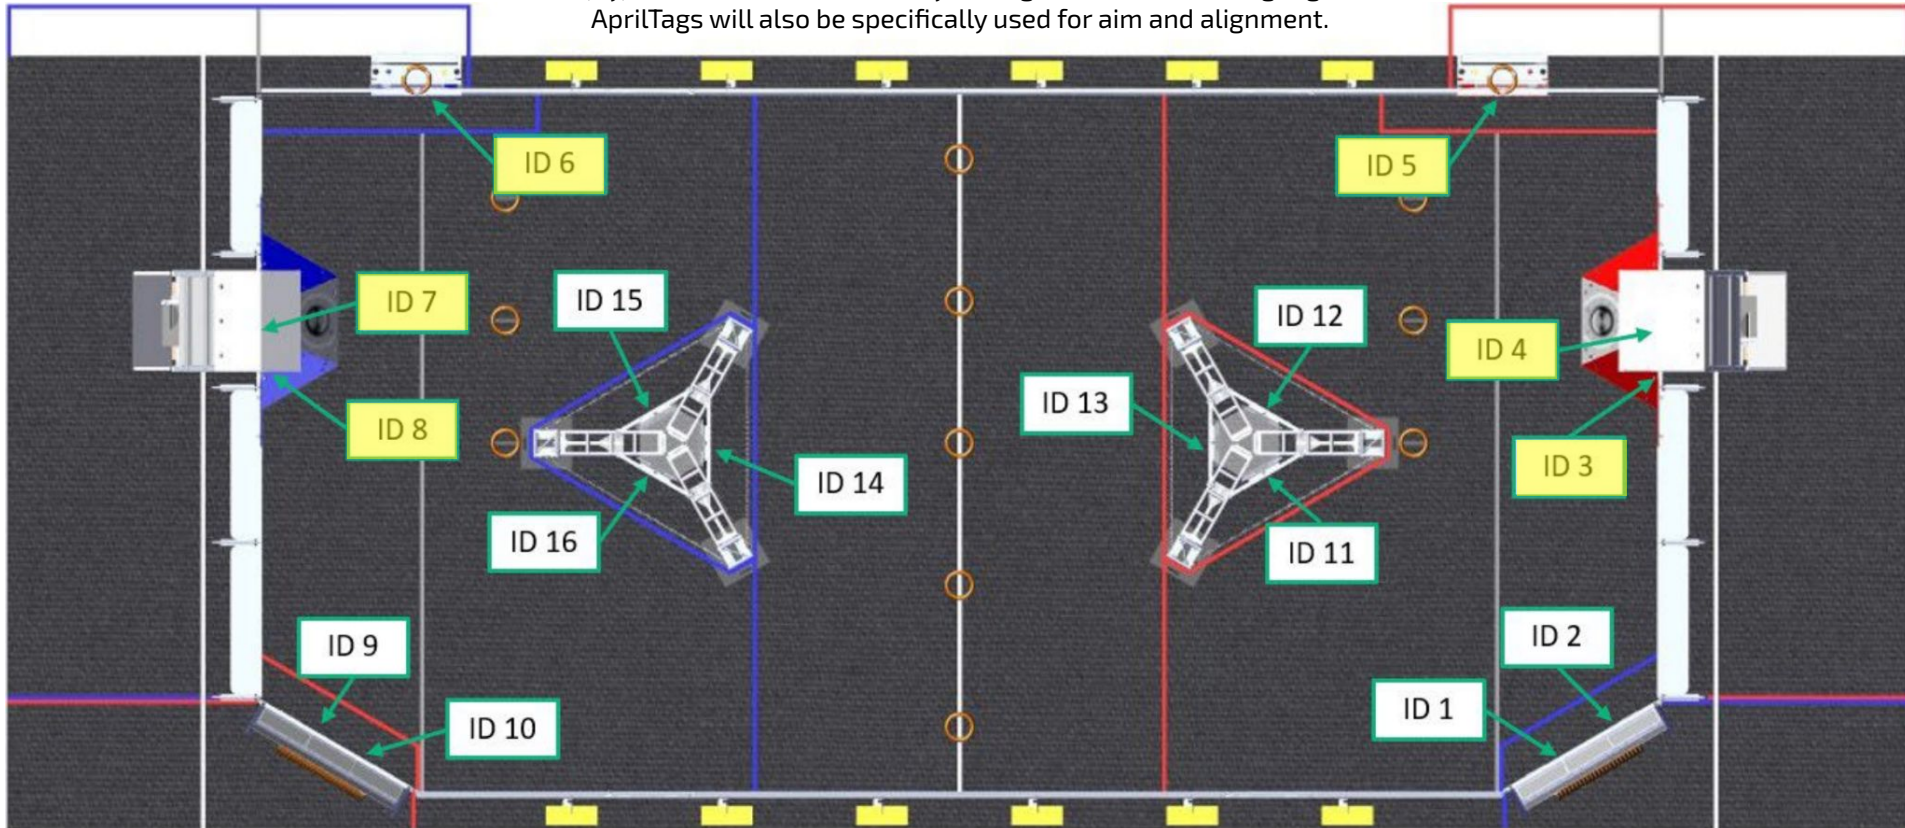 AprilTags will also be specifically used for aim and alignment.
ID 6
ID 5
ID 7
ID 15
ID 12
ID 4
ID 13
ID 8
ID 14
ID 3
ID 16
ID 11
ID 9
ID 2
ID 10
ID 1